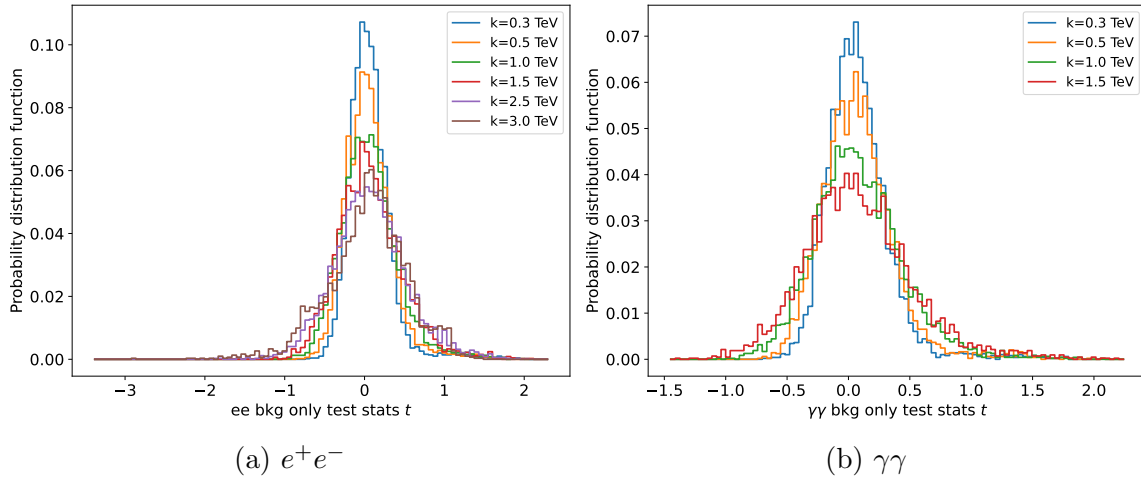 k=0.3 TeV
k=0.5 TeV
k=1.0 TeV
k=1.5 TeV
k=2.5 TeV
k=3.0 TeV
Probability distribution function
0.10
0.08
0.06
0.04
0.02
0.00
−3 −2 −1 0 1 2
ee bkg only test stats t
(a) e⁺e⁻
k=0.3 TeV
k=0.5 TeV
k=1.0 TeV
k=1.5 TeV
Probability distribution function
0.07
0.06
0.05
0.04
0.03
0.02
0.01
0.00
−1.5 −1.0 −0.5 0.0 0.5 1.0 1.5 2.0
γγ bkg only test stats t
(b) γγ